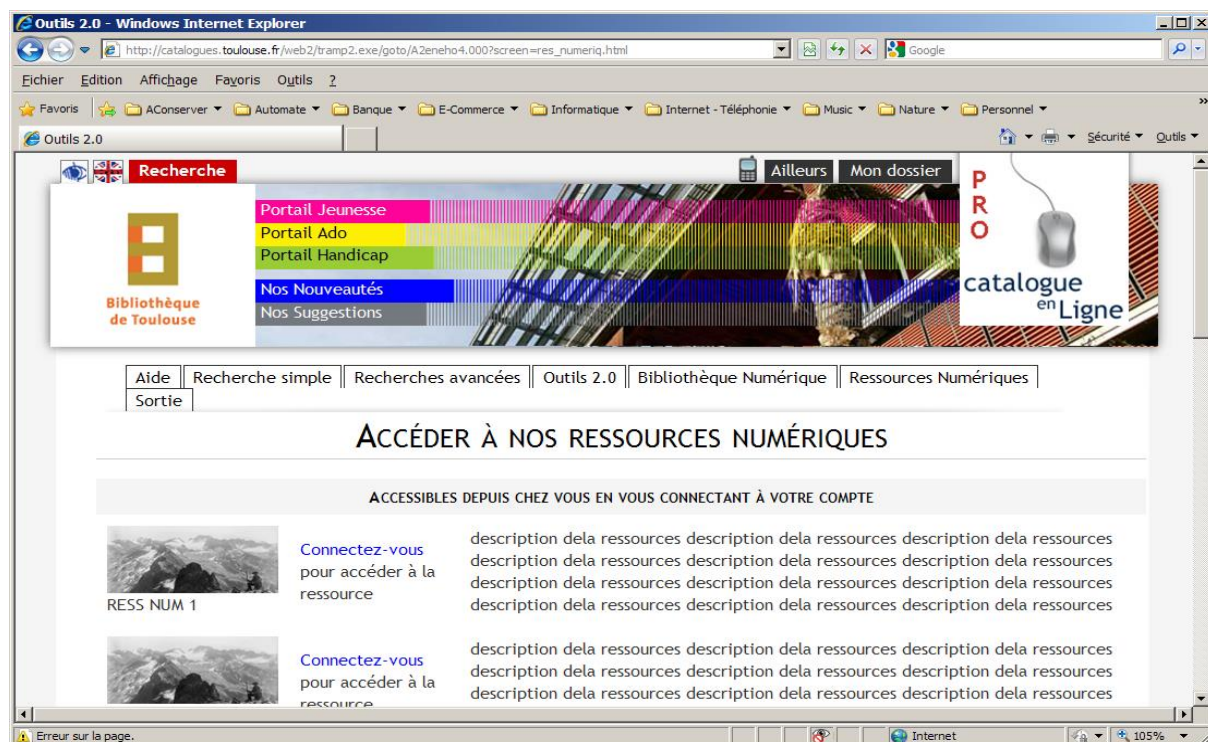 Outils 2.0 - Windows Internet Explorer
http://catalogues.toulouse.fr/web2/tramp2.exe/goto/A2eneho4.000?screen=res_numeriq.html
Google
Eichier Edition Affichage Favoris Outils ?
Favoris AConserver Automate Banque E-Commerce Informatique Internet - Téléphonie Music Nature Personnel »
Outils 2.0
Sécurité Outils
Recherche
Ailleurs Mon dossier
PRO
Portail Jeunesse
Portail Ado
Portail Handicap
Nos Nouveautés
Nos Suggestions
Bibliothèque
de Toulouse
catalogue
en Ligne
Aide Recherche simple Recherches avancées Outils 2.0 Bibliothèque Numérique Ressources Numériques
Sortie
Accéder à nos ressources numériques
Accessibles depuis chez vous en vous connectant à votre compte
Connectez-vous
pour accéder à la
ressource
RESS NUM 1
description dela ressources description dela ressources description dela ressources
description dela ressources description dela ressources description dela ressources
description dela ressources description dela ressources description dela ressources
description dela ressources description dela ressources description dela ressources
Connectez-vous
pour accéder à la
ressource
description dela ressources description dela ressources description dela ressources
description dela ressources description dela ressources description dela ressources
description dela ressources description dela ressources description dela ressources
Erreur sur la page.
Internet
105%